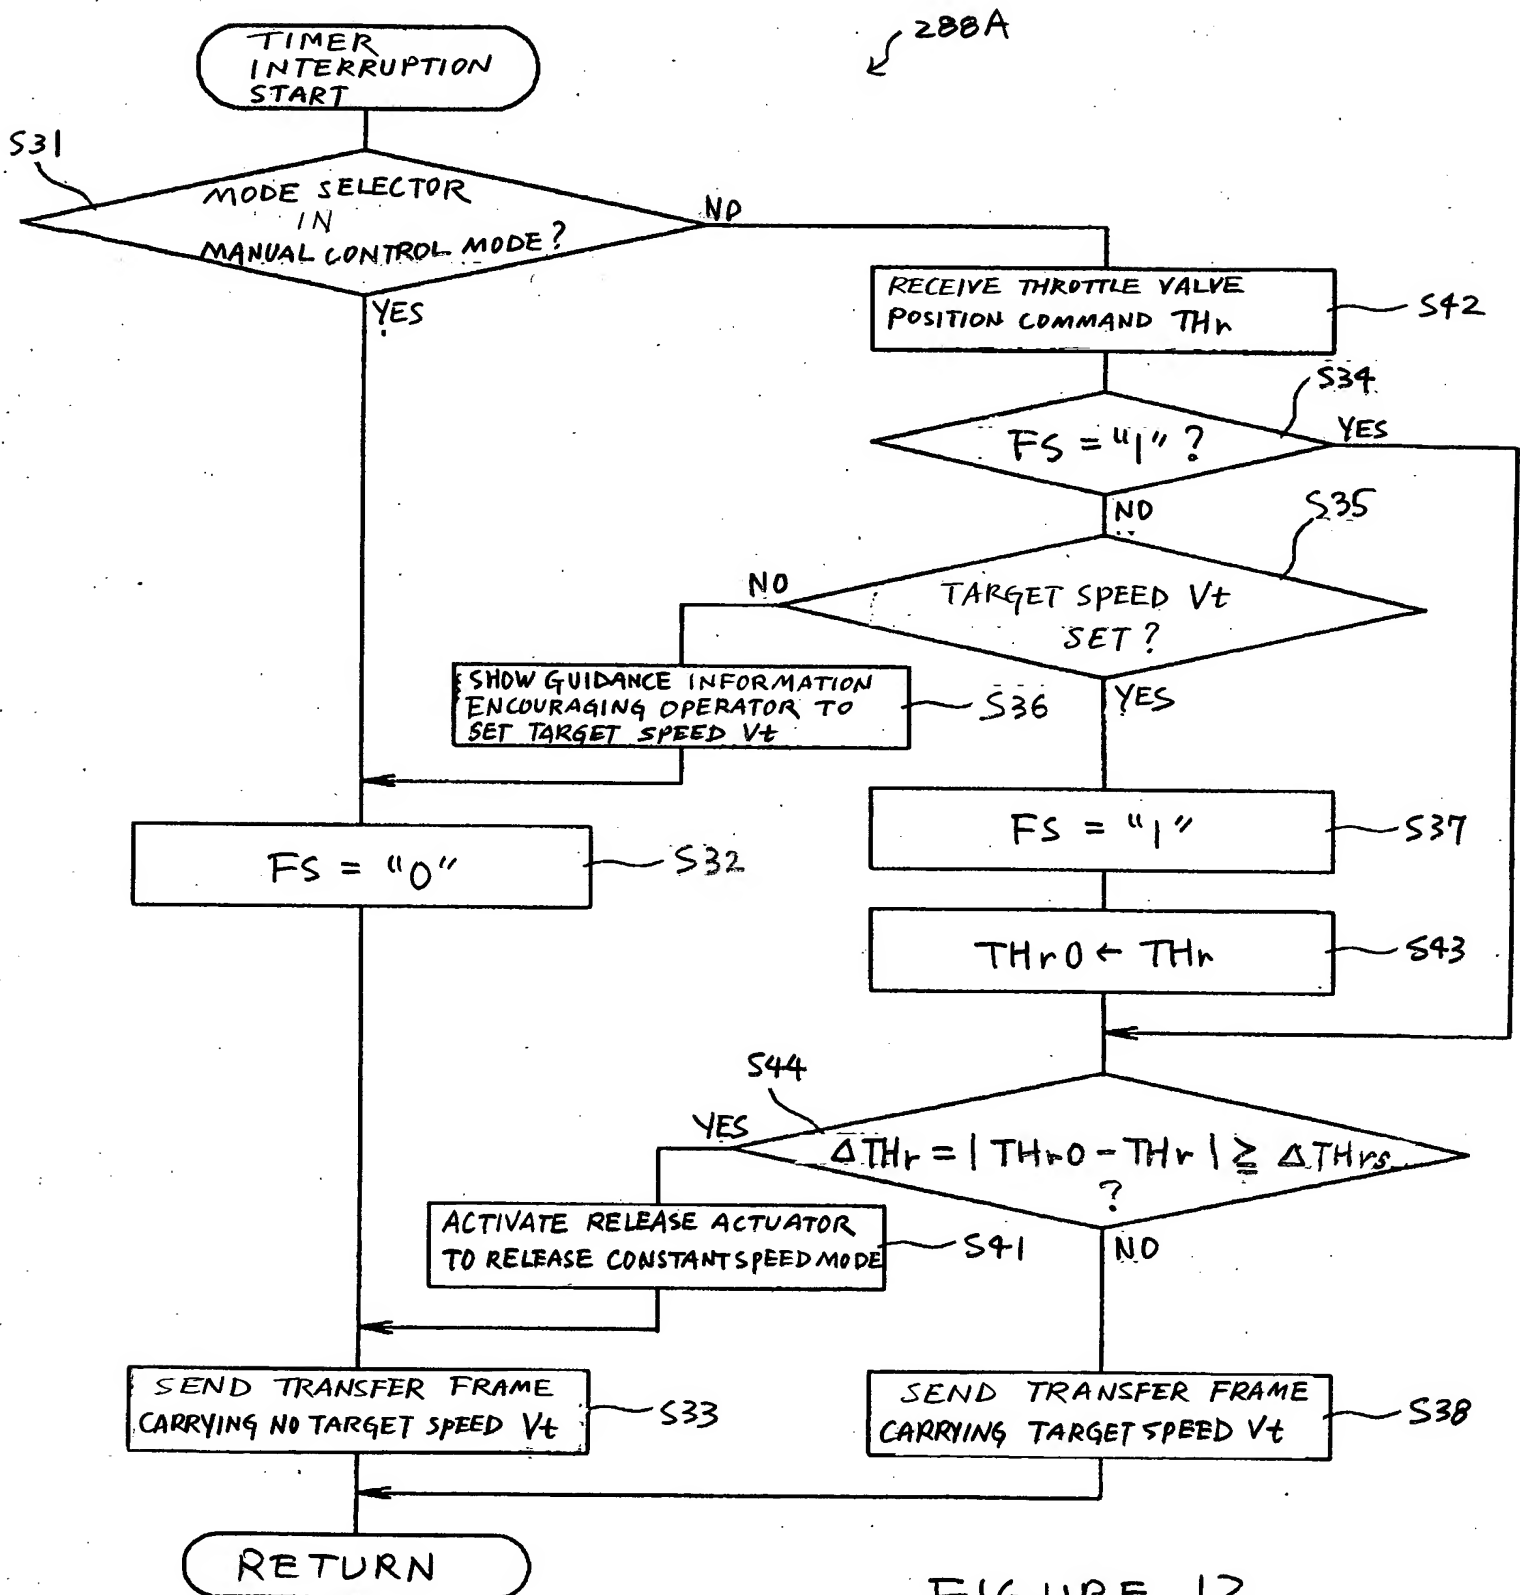 288A
TIMER
INTERRUPTION
START
S31
MODE SELECTOR
IN
MANUAL CONTROL MODE?
NO
YES
RECEIVE THROTTLE VALVE
POSITION COMMAND THr
S42
S34
FS = "1" ?
YES
NO
S35
NO
TARGET SPEED Vt
SET ?
YES
SHOW GUIDANCE INFORMATION
ENCOURAGING OPERATOR TO
SET TARGET SPEED Vt
S36
FS = "1"
S37
FS = "0"
S32
THr0 ← THr
S43
S44
YES
ΔTHr = | THr0 - THr | ≧ ΔTHrs
?
NO
ACTIVATE RELEASE ACTUATOR
TO RELEASE CONSTANT SPEED MODE
S41
SEND TRANSFER FRAME
CARRYING NO TARGET SPEED Vt
S33
SEND TRANSFER FRAME
CARRYING TARGET SPEED Vt
S38
RETURN